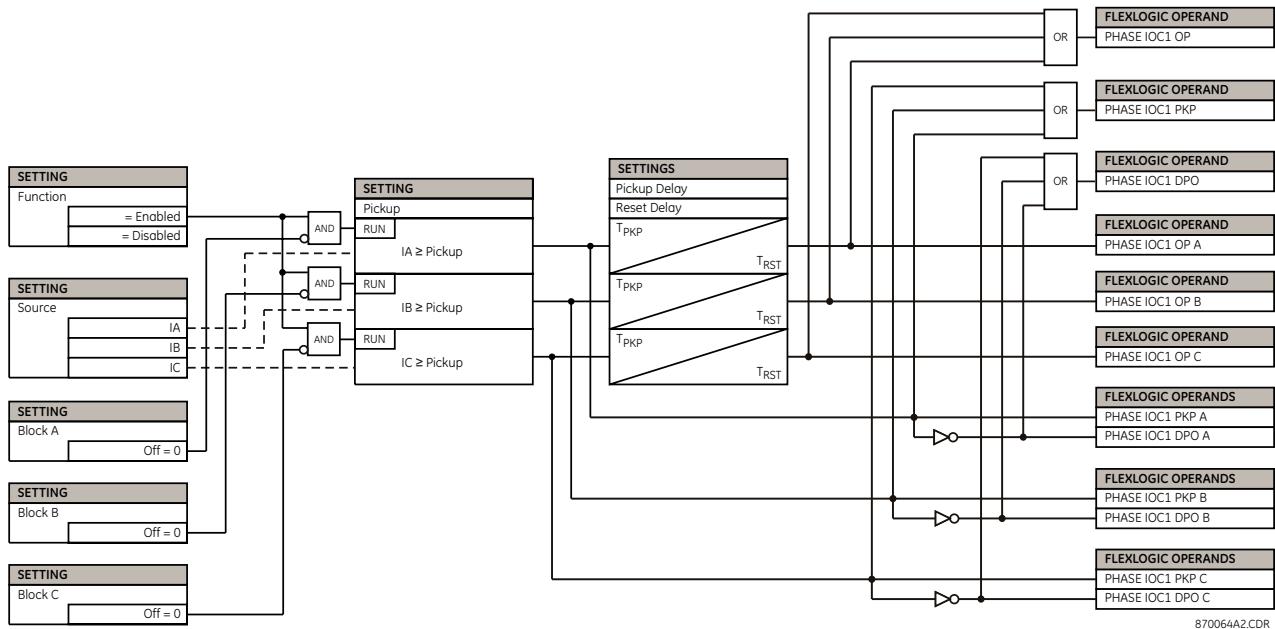 SETTING
Function
= Enabled
= Disabled
SETTING
Source
IA
IB
IC
SETTING
Block A
Off = 0
SETTING
Block B
Off = 0
SETTING
Block C
Off = 0
AND
AND
AND
SETTING
Pickup
RUN
IA ≥ Pickup
RUN
IB ≥ Pickup
RUN
IC ≥ Pickup
SETTINGS
Pickup Delay
Reset Delay
TPKP
TRST
TPKP
TRST
TPKP
TRST
OR
OR
OR
FLEXLOGIC OPERAND
PHASE IOC1 OP
FLEXLOGIC OPERAND
PHASE IOC1 PKP
FLEXLOGIC OPERAND
PHASE IOC1 DPO
FLEXLOGIC OPERAND
PHASE IOC1 OP A
FLEXLOGIC OPERAND
PHASE IOC1 OP B
FLEXLOGIC OPERAND
PHASE IOC1 OP C
FLEXLOGIC OPERANDS
PHASE IOC1 PKP A
PHASE IOC1 DPO A
FLEXLOGIC OPERANDS
PHASE IOC1 PKP B
PHASE IOC1 DPO B
FLEXLOGIC OPERANDS
PHASE IOC1 PKP C
PHASE IOC1 DPO C
870064A2.CDR